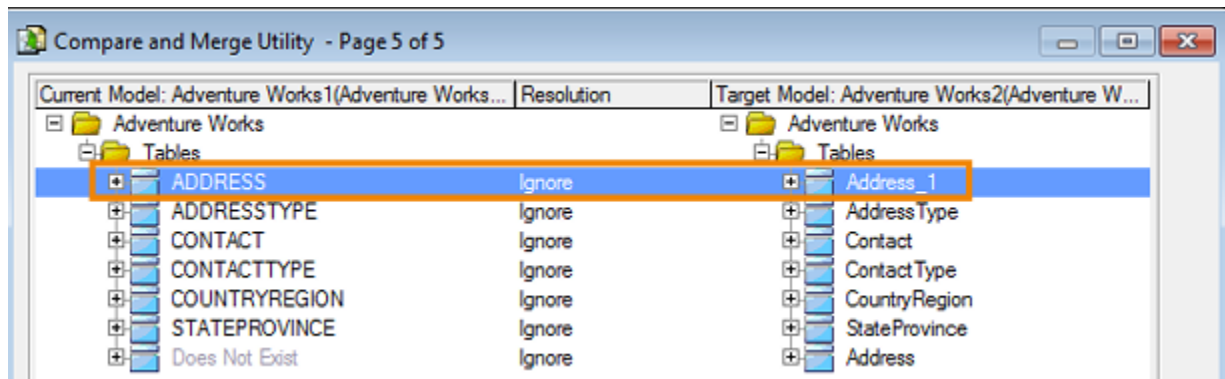 Compare and Merge Utility - Page 5 of 5
Current Model: Adventure Works1(Adventure Works... Resolution Target Model: Adventure Works2(Adventure W...
Adventure Works Adventure Works
Tables Tables
ADDRESS Ignore Address_1
ADDRESSTYPE Ignore AddressType
CONTACT Ignore Contact
CONTACTTYPE Ignore ContactType
COUNTRYREGION Ignore CountryRegion
STATEPROVINCE Ignore StateProvince
Does Not Exist Ignore Address